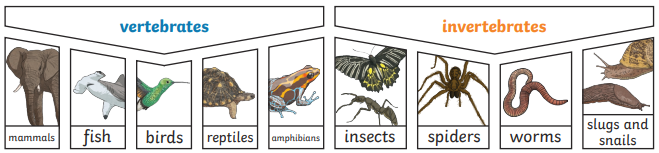 vertebrates
invertebrates
mammals
fish
birds
reptiles
amphibians
insects
spiders
worms
slugs and
snails